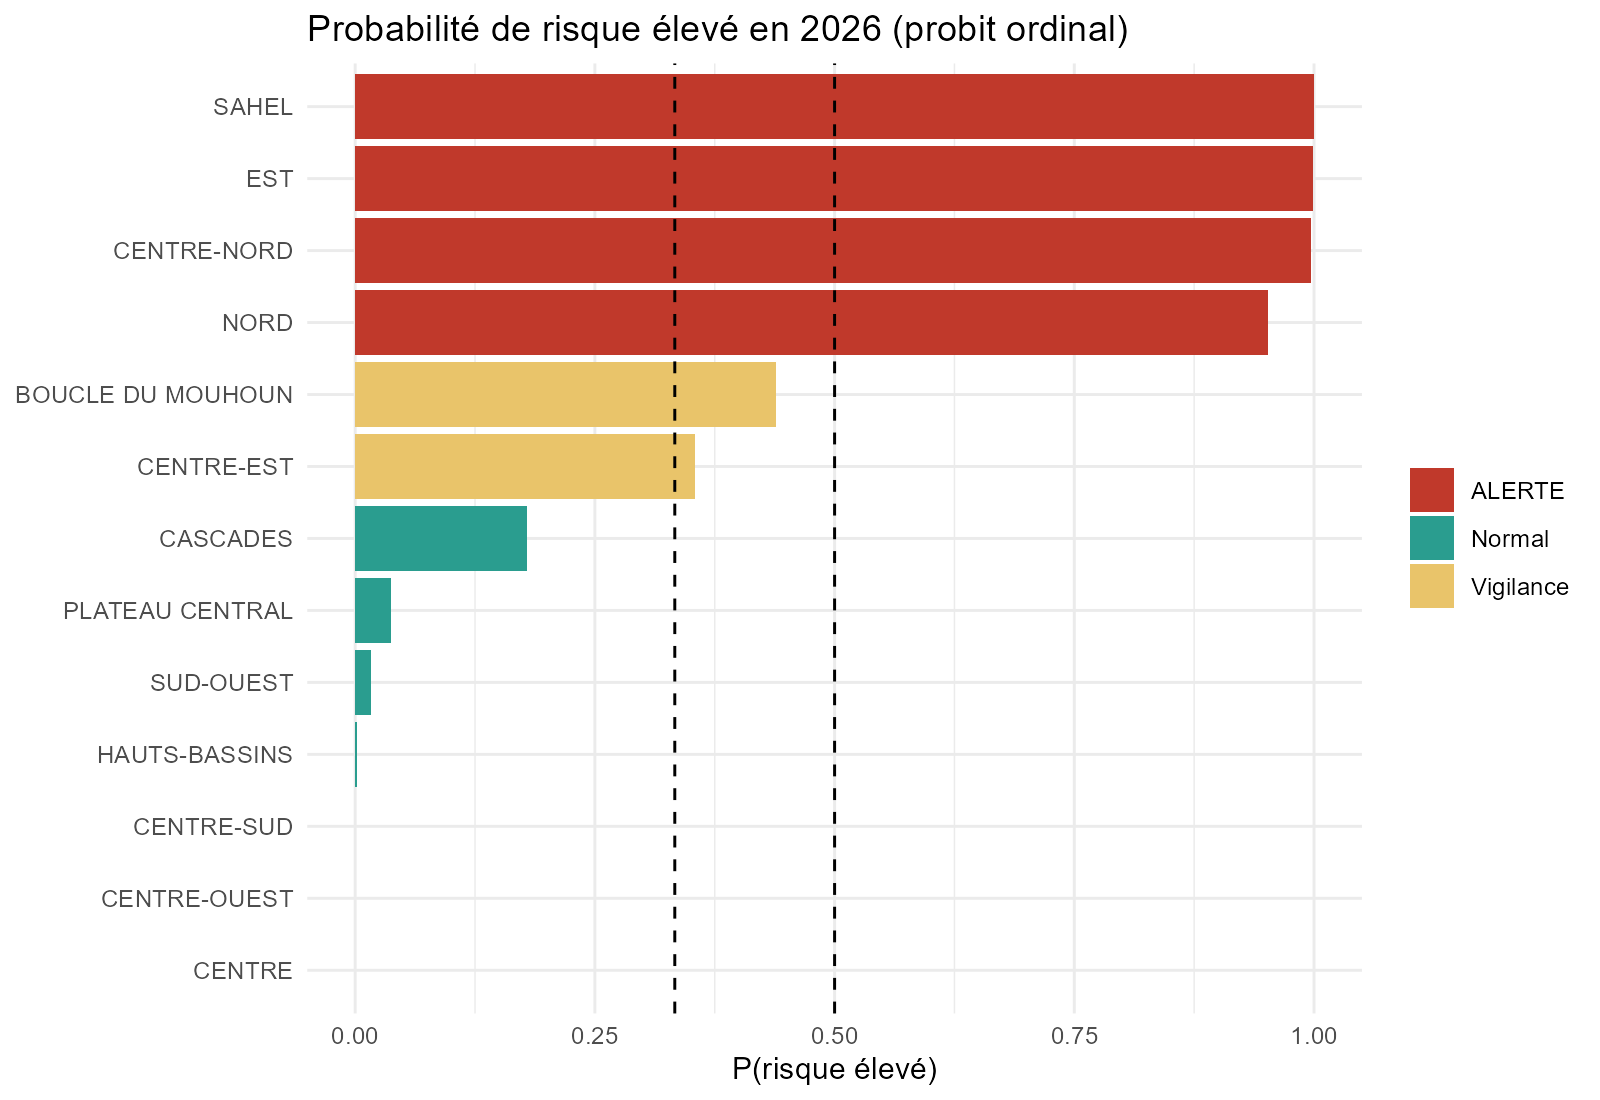 Probabilité de risque élevé en 2026 (probit ordinal)
SAHEL
EST
CENTRE-NORD
NORD
BOUCLE DU MOUHOUN
CENTRE-EST
CASCADES
PLATEAU CENTRAL
SUD-OUEST
HAUTS-BASSINS
CENTRE-SUD
CENTRE-OUEST
CENTRE
0.00 0.25 0.50 0.75 1.00
P(risque élevé)
ALERTE
Normal
Vigilance